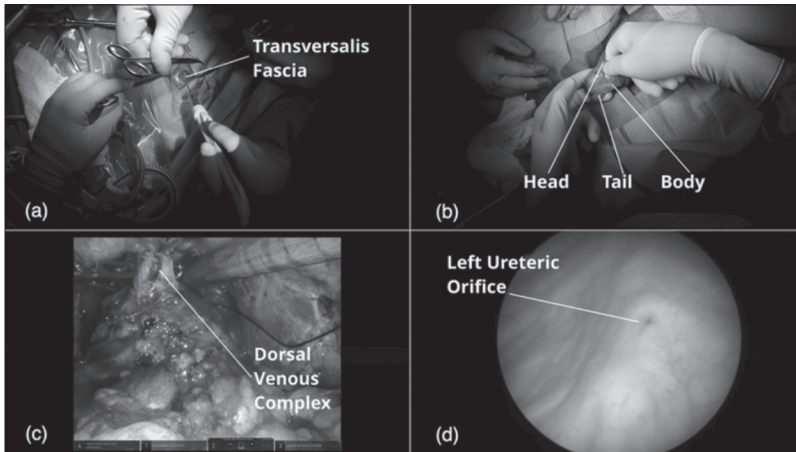 Transversalis
Fascia
(a)
Head Tail Body
(b)
Dorsal
Venous
Complex
(c)
Left Ureteric
Orifice
(d)